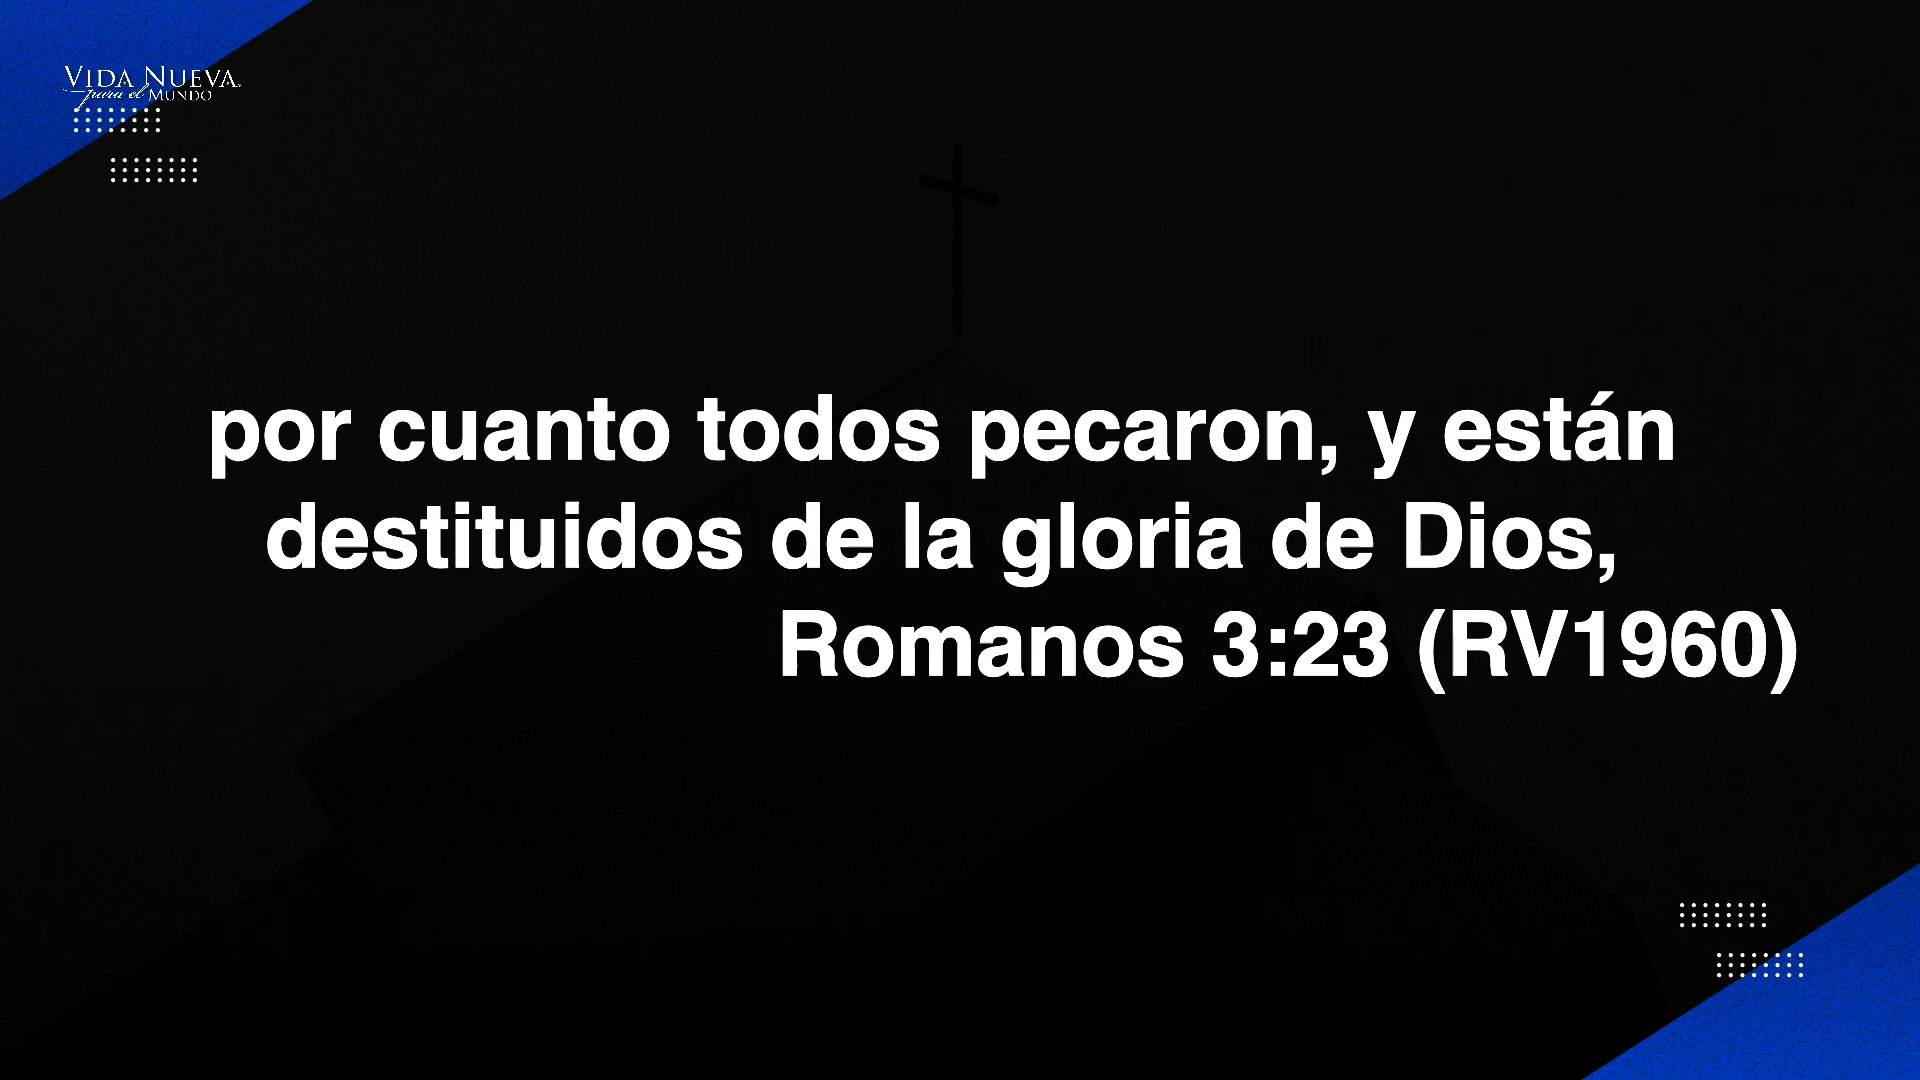 VIDA NUEVA
para el MUNDO
por cuanto todos pecaron, y están
destituidos de la gloria de Dios,
Romanos 3:23 (RV1960)